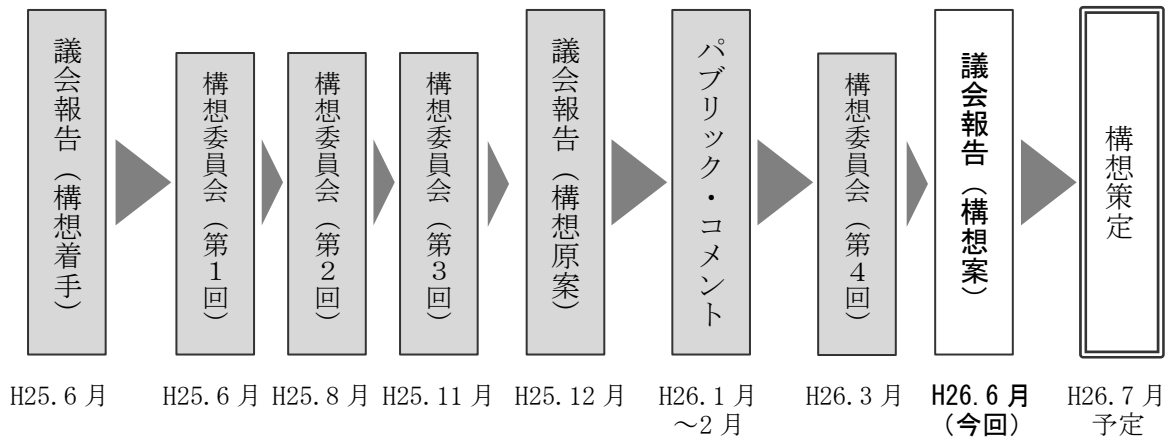 議会報告（構想着手）
構想委員会（第１回）
構想委員会（第２回）
構想委員会（第３回）
議会報告（構想原案）
パブリック・コメント
構想委員会（第４回）
議会報告（構想案）
構想策定
H25.6 月
H25.6 月
H25.8 月
H25.11 月
H25.12 月
H26.1 月
～2 月
H26.3 月
H26.6 月
（今回）
H26.7 月
予定